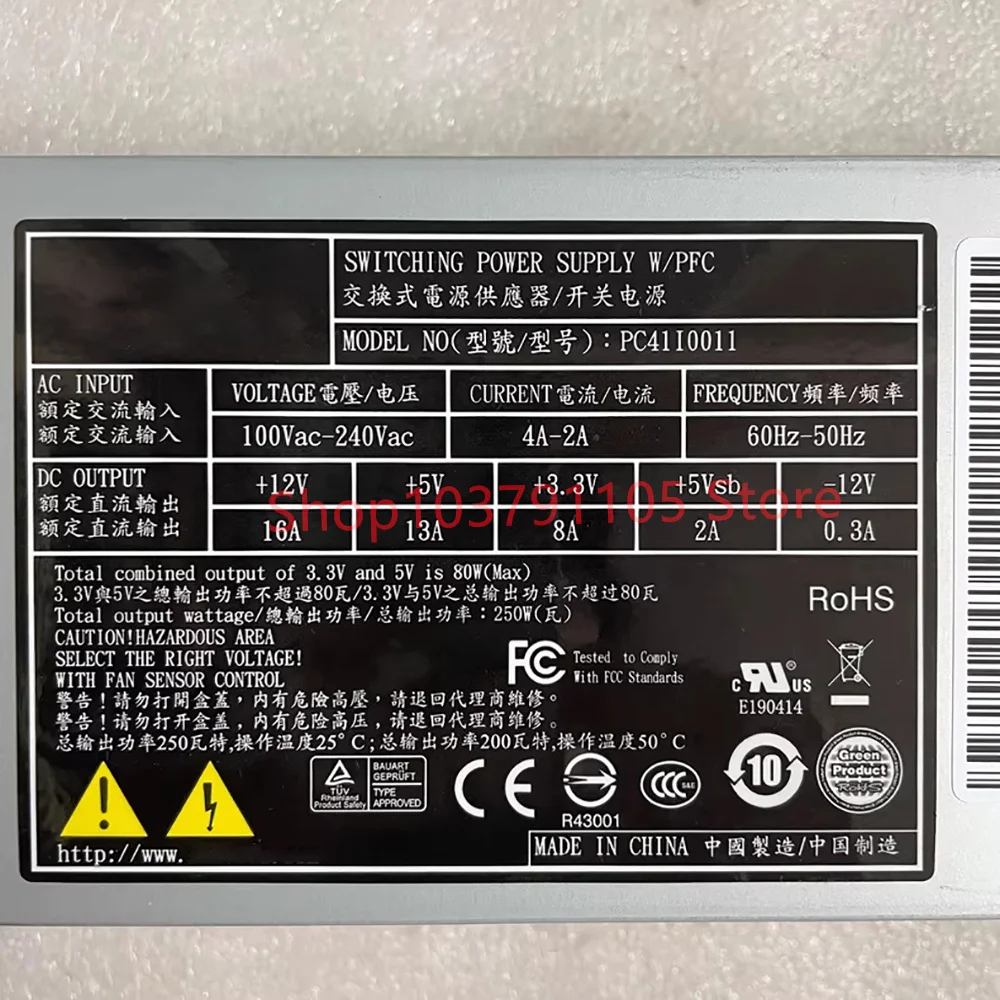 SWITCHING POWER SUPPLY W/PFC
交換式電源供應器/开关电源
MODEL NO(型號/型号):PC41I0011
AC INPUT
額定交流輸入
额定交流输入
VOLTAGE電壓/电压
CURRENT電流/电流
FREQUENCY頻率/频率
100Vac-240Vac
4A-2A
60Hz-50Hz
DC OUTPUT
額定直流輸出
额定直流输出
+12V
+5V
+3.3V
+5Vsb
-12V
16A
13A
8A
2A
0.3A
Shop103791105 Store
Total combined output of 3.3V and 5V is 80W(Max)
3.3V與5V之總輸出功率不超過80瓦/3.3V与5V之总输出功率不超过80瓦
Total output wattage/總輸出功率/总输出功率:250W(瓦)
CAUTION!HAZARDOUS AREA
SELECT THE RIGHT VOLTAGE!
WITH FAN SENSOR CONTROL
警告!請勿打開盒蓋,內有危險高壓,請退回代理商維修。
警告!请勿打开盒盖,内有危险高压,请退回代理商维修。
总输出功率250瓦特,操作温度25°C;总输出功率200瓦特,操作温度50°C
RoHS
FCC Tested to Comply
With FCC Standards
c RU US
E190414
TÜV
Rheinland
Product Safety
BAUART
GEPRÜFT
TYPE
APPROVED
CE
R43001
CCC S&E
10
Green
Product
RoHS
http://www.
MADE IN CHINA 中國製造/中国制造